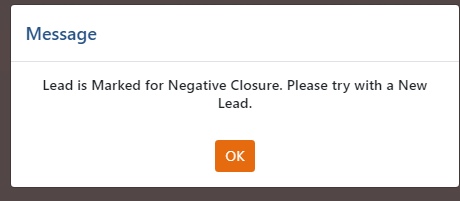 Message
Lead is Marked for Negative Closure. Please try with a New
Lead.
OK